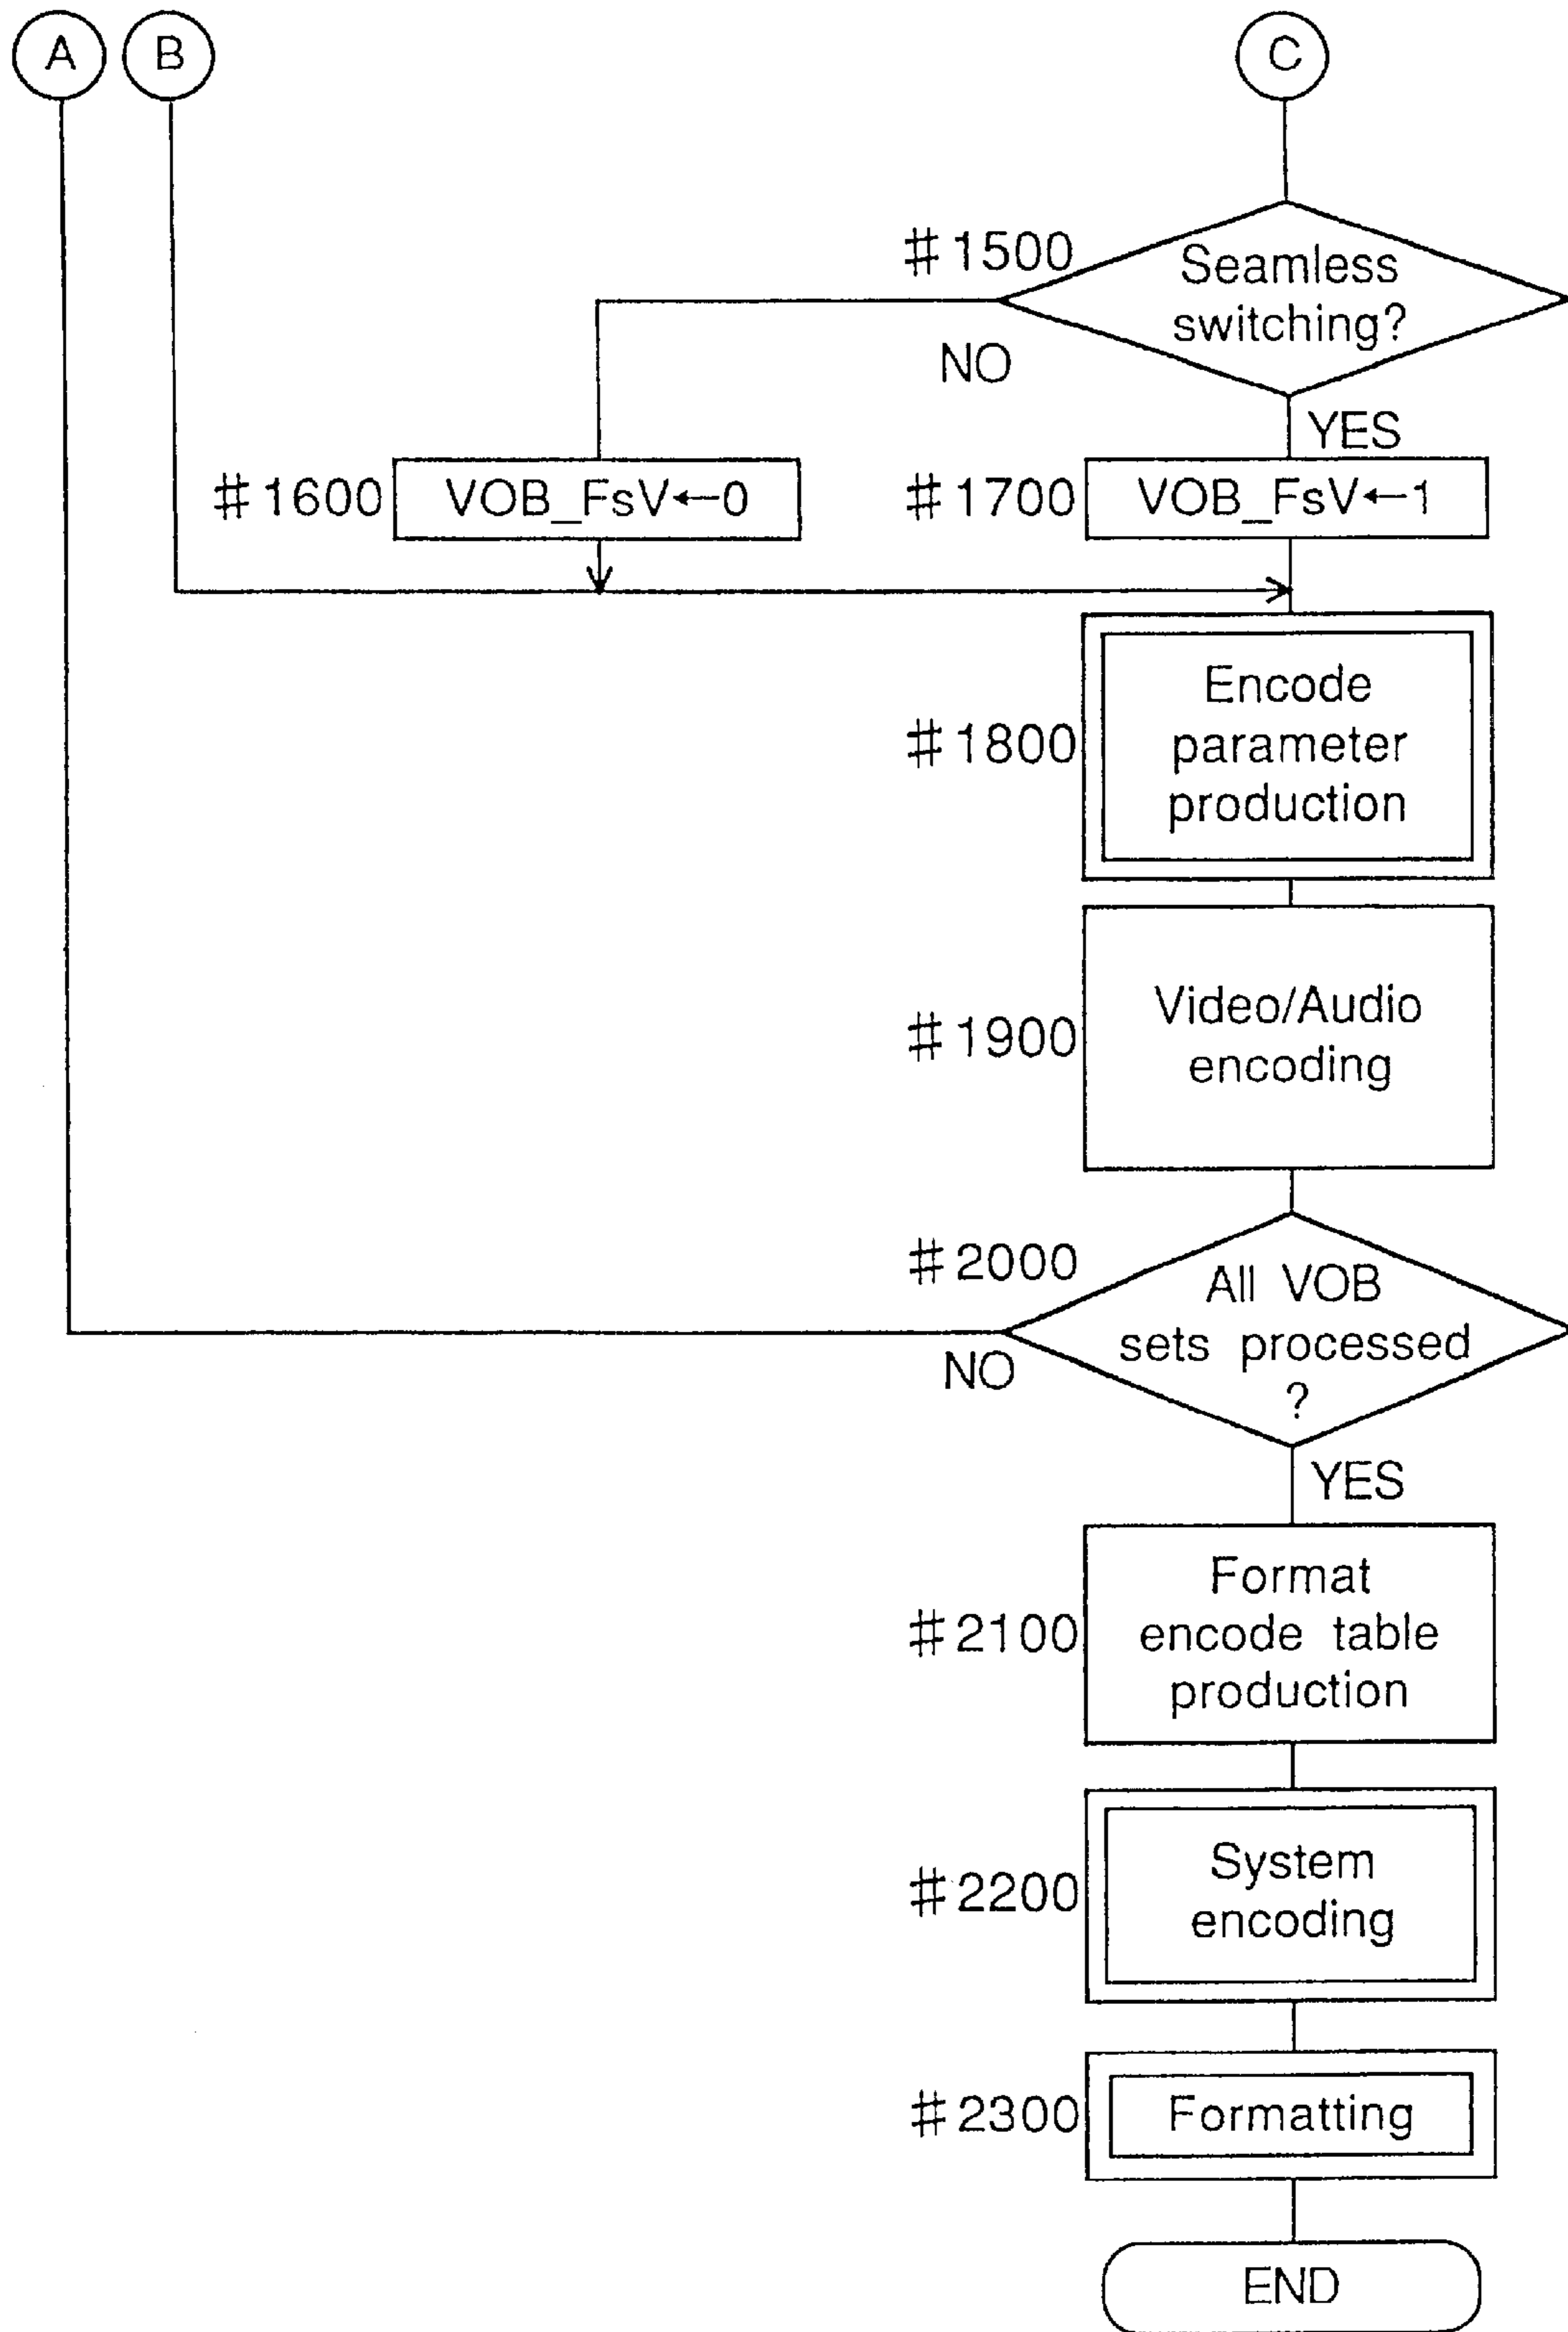 A B C
#1500 Seamless
switching?
NO
YES
#1600 VOB_FsV←0 #1700 VOB_FsV←1
Encode
#1800 parameter
production
Video/Audio
#1900 encoding
#2000 All VOB
sets processed
NO ?
YES
Format
#2100 encode table
production
System
#2200 encoding
#2300 Formatting
END